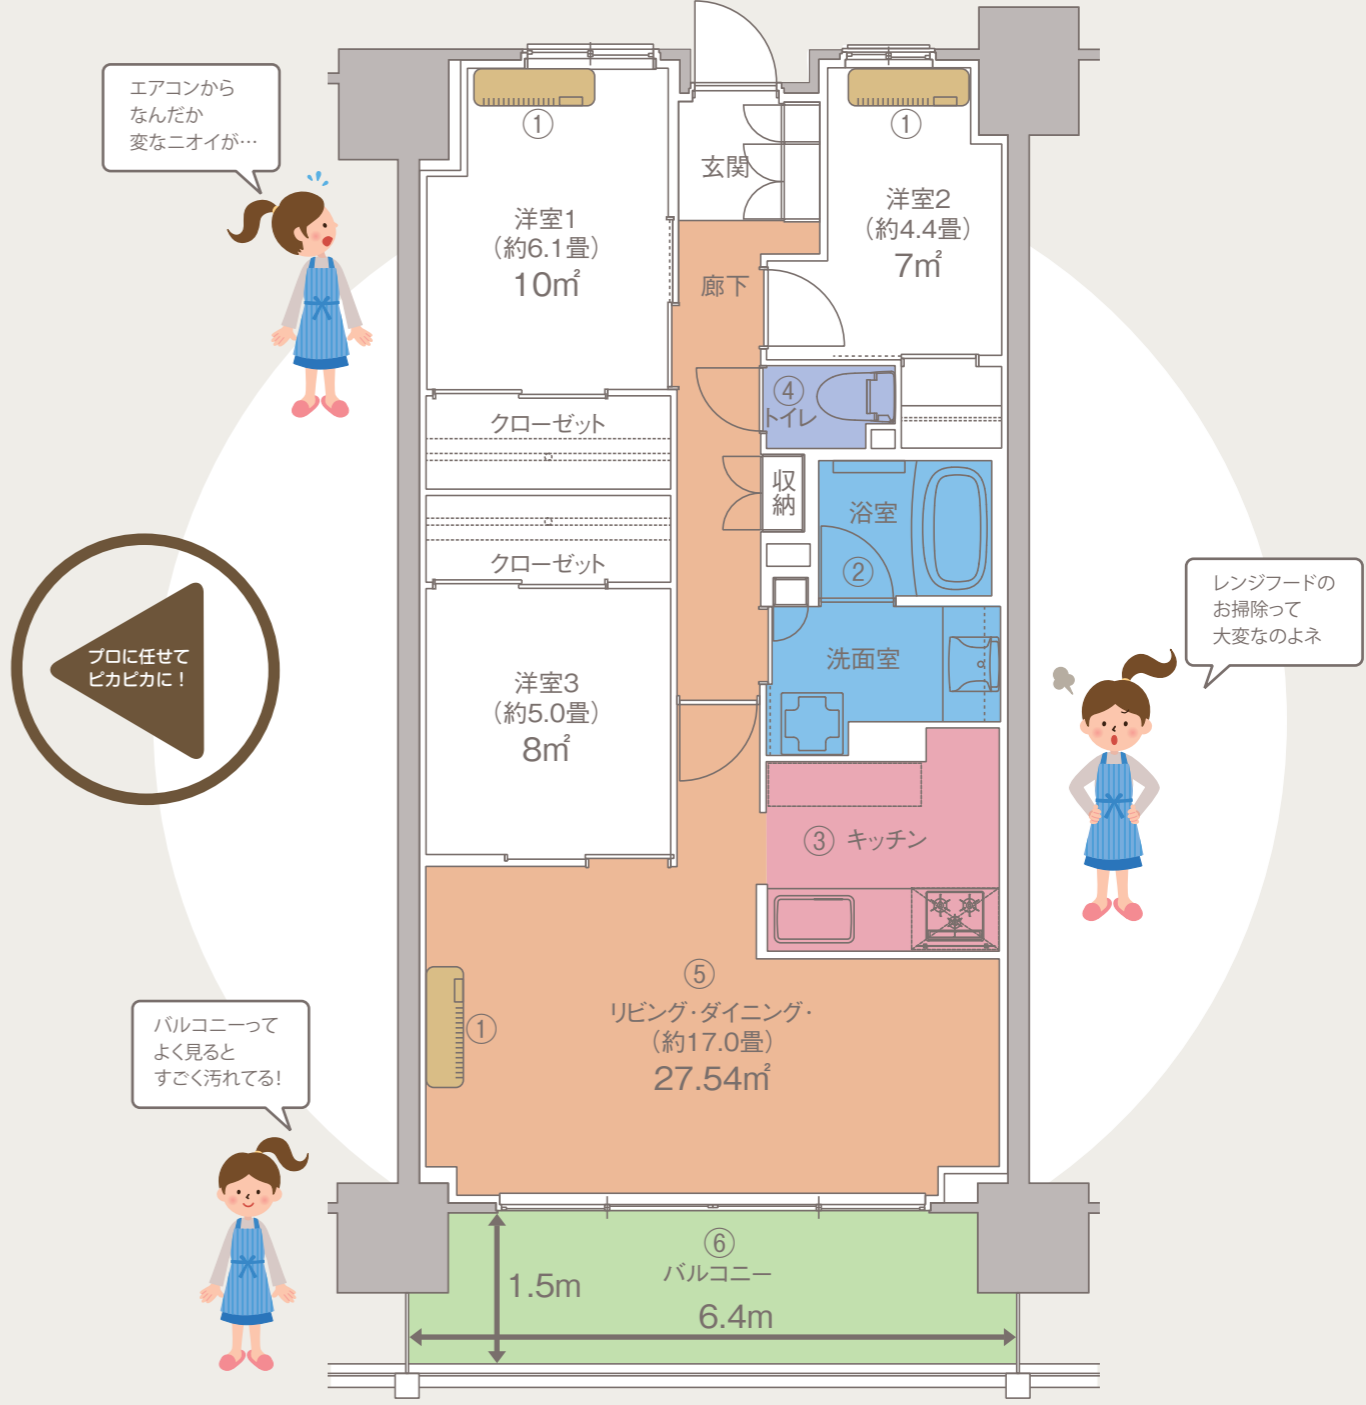 エアコンから
なんだか
変なニオイが…
①
①
玄関
洋室1
(約6.1畳)
10㎡
洋室2
(約4.4畳)
7㎡
廊下
④
トイレ
クローゼット
収納
浴室
②
クローゼット
洗面室
プロに任せて
ピカピカに！
洋室3
(約5.0畳)
8㎡
レンジフードの
お掃除って
大変なのよネ
③ キッチン
⑤
リビング・ダイニング・
(約17.0畳)
27.54㎡
①
バルコニーって
よく見ると
すごく汚れてる！
⑥
バルコニー
1.5m
6.4m